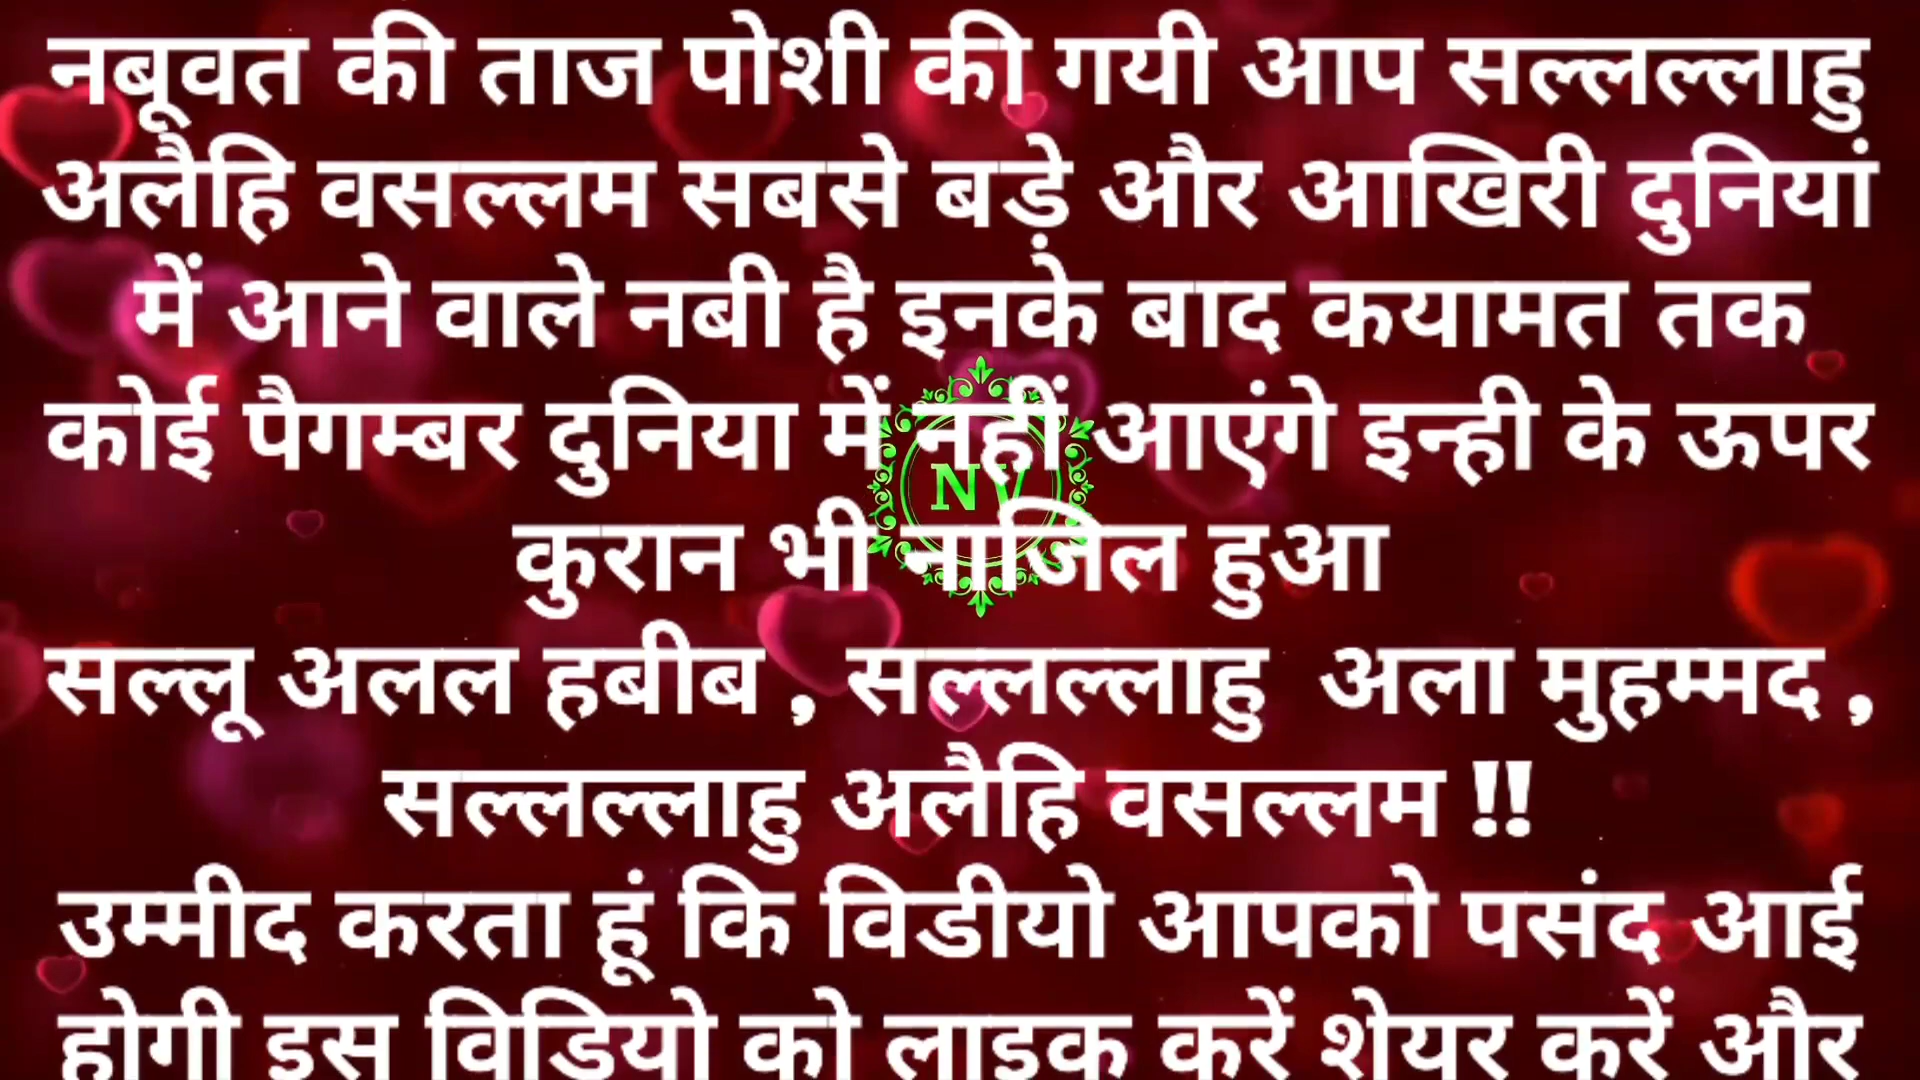 नबूवत की ताज पोशी की गयी आप सल्लल्लाहु
अलैहि वसल्लम सबसे बड़े और आखिरी दुनियां
में आने वाले नबी है इनके बाद कयामत तक
कोई पैगम्बर दुनिया में नहीं आएंगे इन्ही के ऊपर
NV
कुरान भी नाजिल हुआ
सल्लू अलल हबीब , सल्लल्लाहु अला मुहम्मद ,
सल्लल्लाहु अलैहि वसल्लम !!
उम्मीद करता हूं कि विडीयो आपको पसंद आई
होगी इस विडियो को लाइक करें शेयर करें और